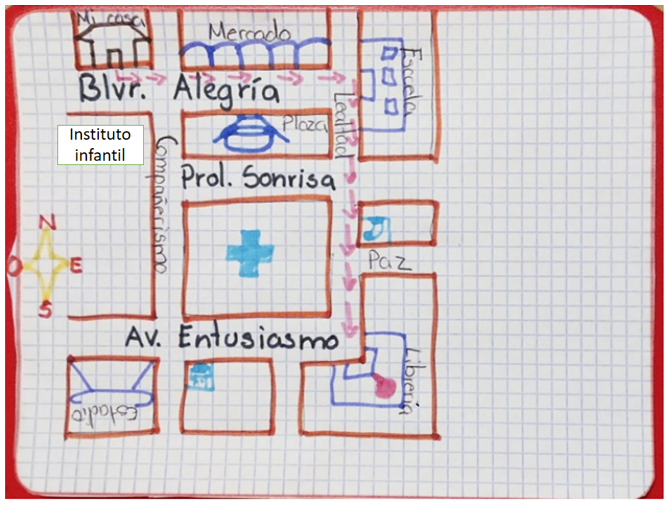 Mi casa
Mercado
Escuela
Blvr. Alegría
Lealtad
Plaza
Instituto
infantil
Compañerismo
Prol. Sonrisa
N
O
E
S
Paz
Av. Entusiasmo
Estadio
Librería